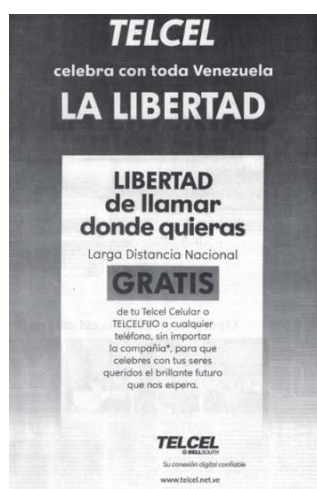 TELCEL
celebra con toda Venezuela
LA LIBERTAD
LIBERTAD
de llamar
donde quieras
Larga Distancia Nacional
GRATIS
de tu Telcel Celular o
TELCELFIJO a cualquier
teléfono, sin importar
la compañía*, para que
celebres con tus seres
queridos el brillante futuro
que nos espera.
TELCEL
@BELLSOUTH
Su conexión digital confiable
www.telcel.net.ve